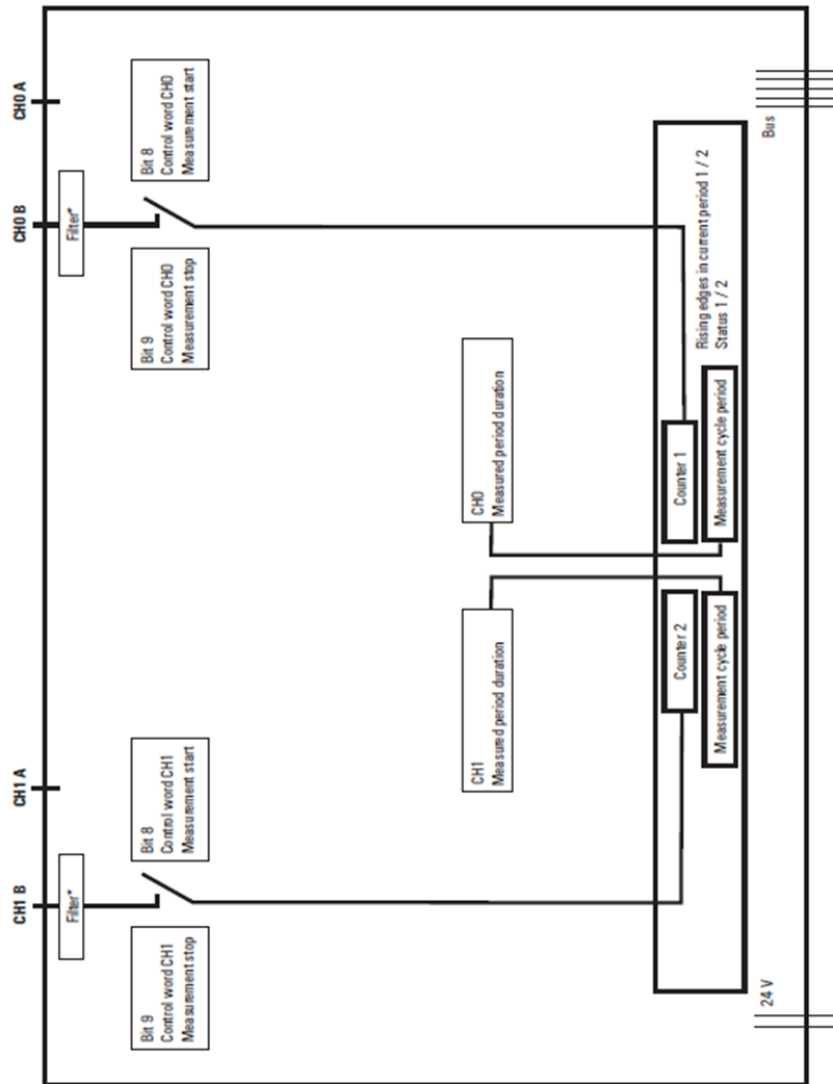 CH0 A
CH0 B
CH1 A
CH1 B
Filter*
Bit 8
Control word CH0
Measurement start
Bit 9
Control word CH0
Measurement stop
Filter*
Bit 8
Control word CH1
Measurement start
Bit 9
Control word CH1
Measurement stop
CH0
Measured period duration
CH1
Measured period duration
Counter 1
Measurement cycle period
Rising edges in current period 1 / 2
Status 1 / 2
Counter 2
Measurement cycle period
Bus
24 V